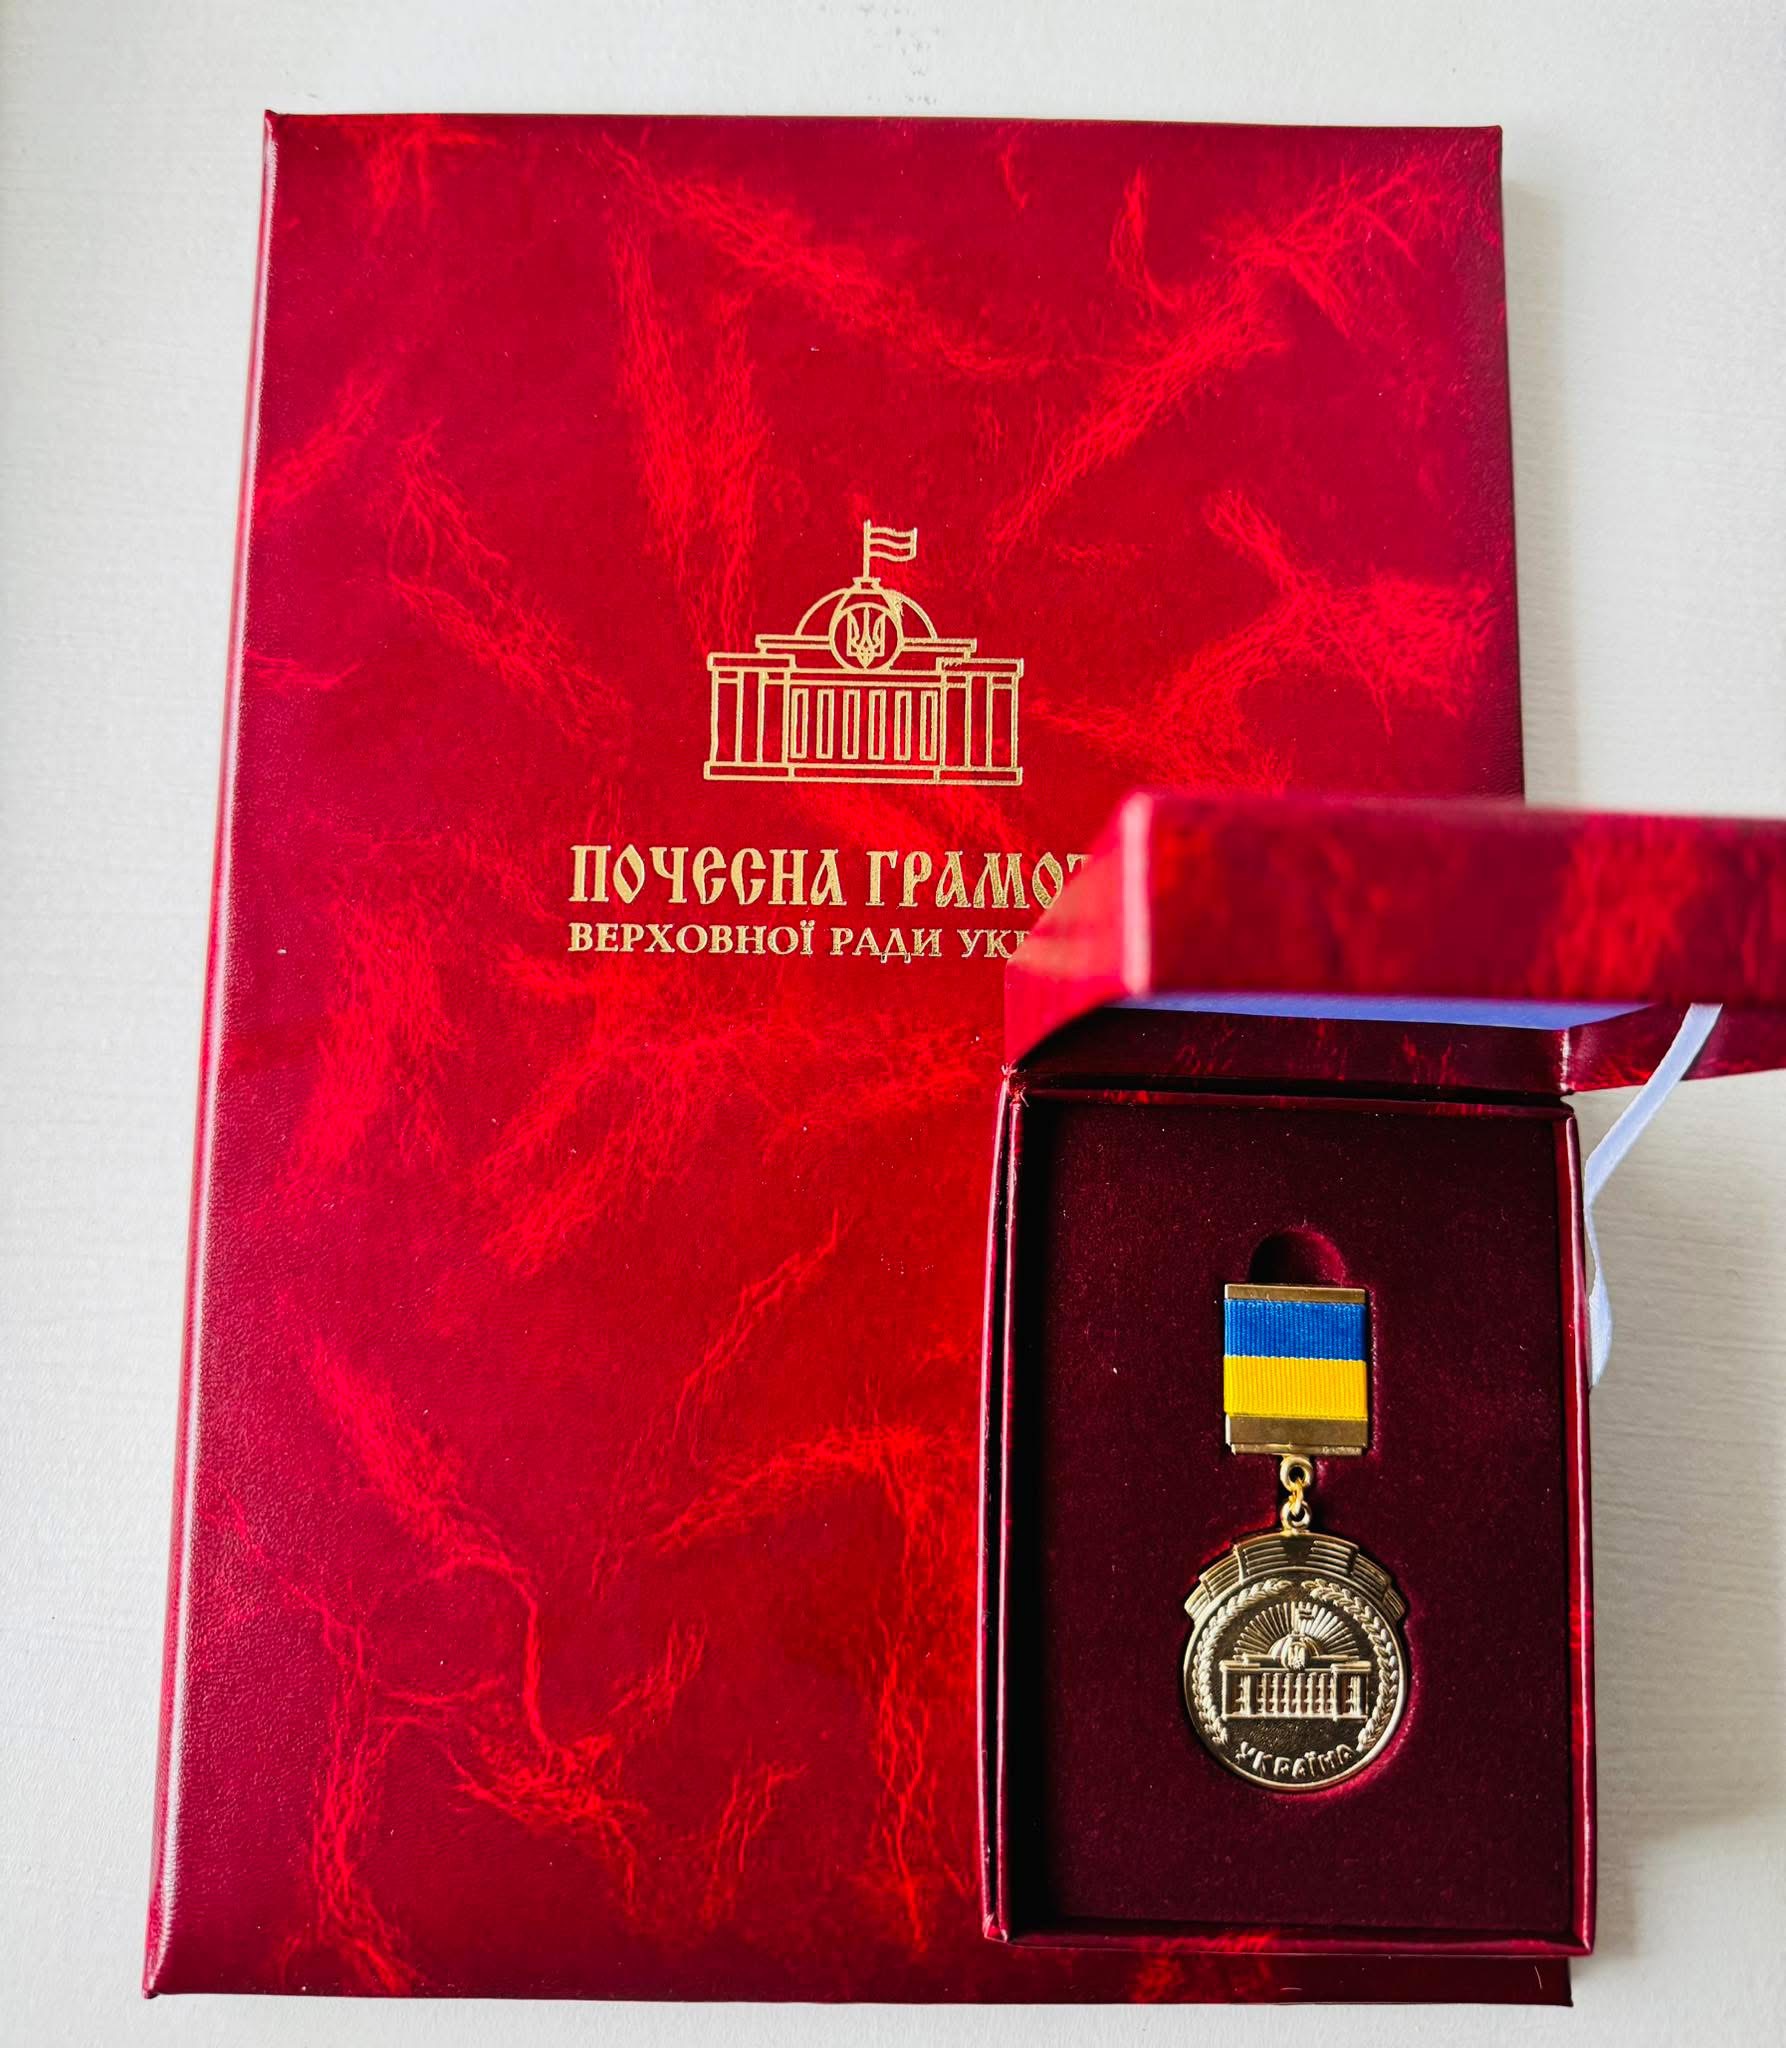 ПОЧЕСНА ГРАМОТ
ВЕРХОВНОЇ РАДИ УК
УКРАЇНА